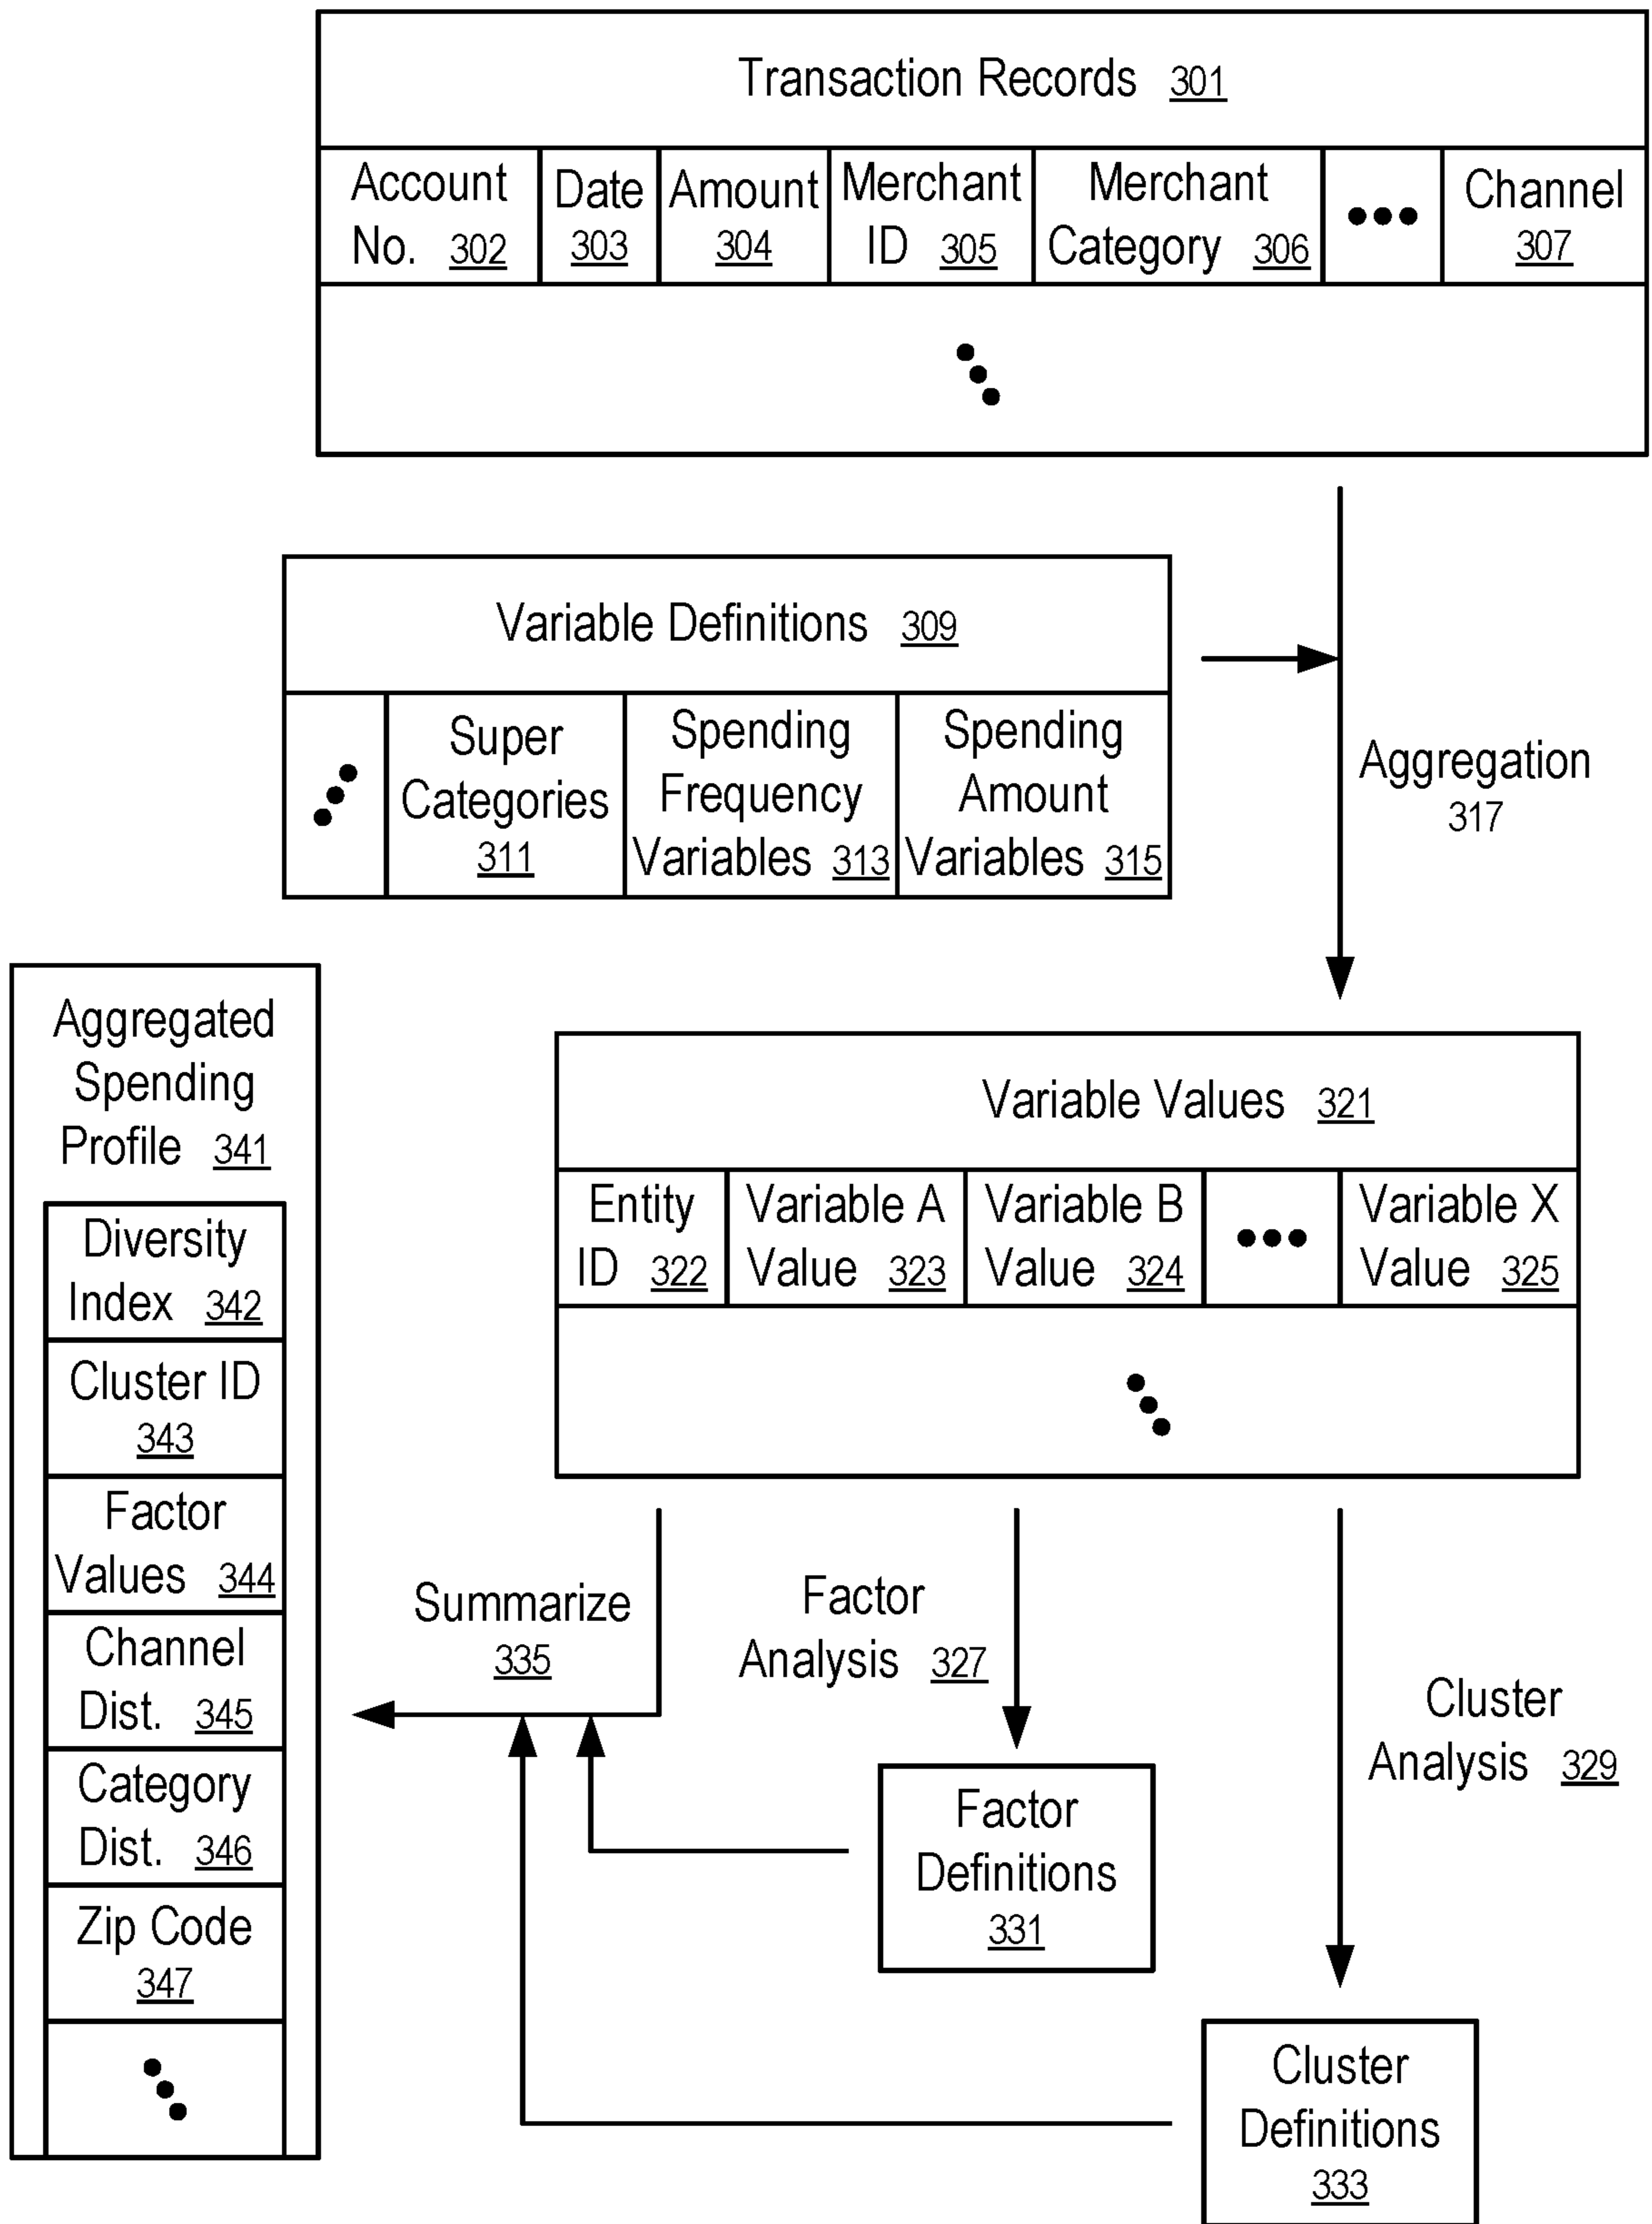 Transaction Records 301
Account No. 302
Date 303
Amount 304
Merchant ID 305
Merchant Category 306
•••
Channel 307
Variable Definitions 309
Super Categories 311
Spending Frequency Variables 313
Spending Amount Variables 315
Aggregation 317
Aggregated Spending Profile 341
Diversity Index 342
Cluster ID 343
Factor Values 344
Channel Dist. 345
Category Dist. 346
Zip Code 347
Variable Values 321
Entity ID 322
Variable A Value 323
Variable B Value 324
•••
Variable X Value 325
Summarize 335
Factor Analysis 327
Cluster Analysis 329
Factor Definitions 331
Cluster Definitions 333